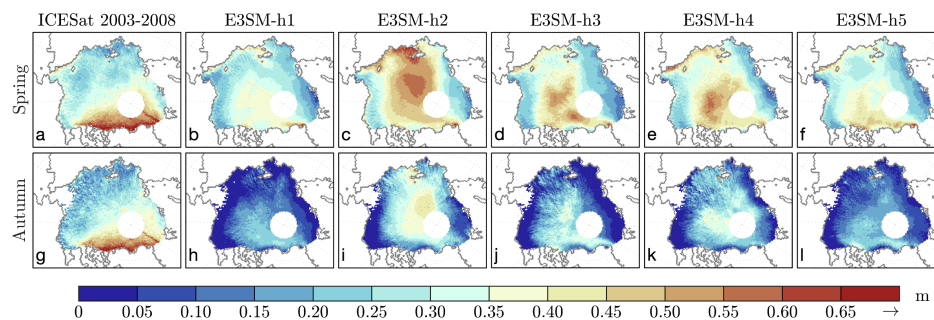 ICESat 2003-2008 E3SM-h1 E3SM-h2 E3SM-h3 E3SM-h4 E3SM-h5
Spring
a b c d e f
Autumn
g h i j k l
m
0 0.05 0.10 0.15 0.20 0.25 0.30 0.35 0.40 0.45 0.50 0.55 0.60 0.65 →